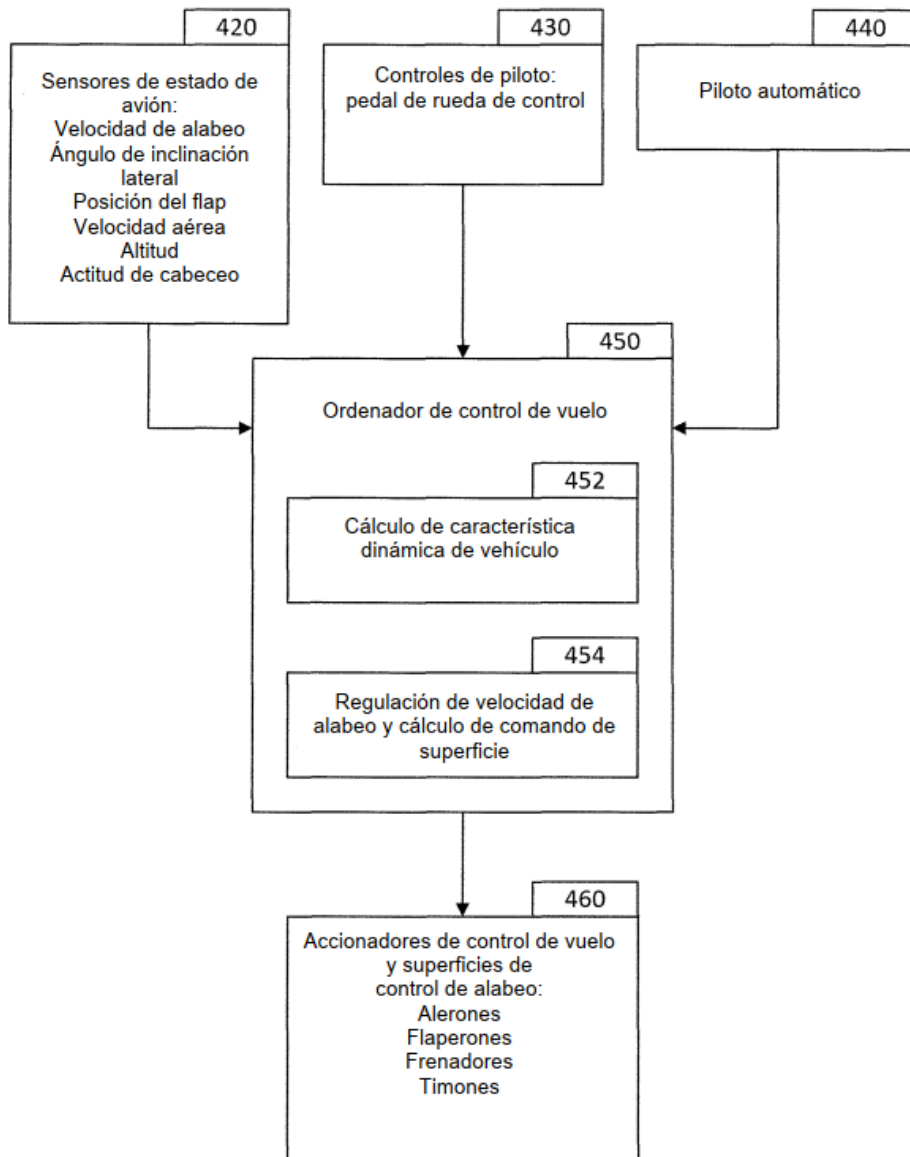 420
Sensores de estado de
avión:
Velocidad de alabeo
Ángulo de inclinación
lateral
Posición del flap
Velocidad aérea
Altitud
Actitud de cabeceo
430
Controles de piloto:
pedal de rueda de control
440
Piloto automático
450
Ordenador de control de vuelo
452
Cálculo de característica
dinámica de vehículo
454
Regulación de velocidad de
alabeo y cálculo de comando de
superficie
460
Accionadores de control de vuelo
y superficies de
control de alabeo:
Alerones
Flaperones
Frenadores
Timones